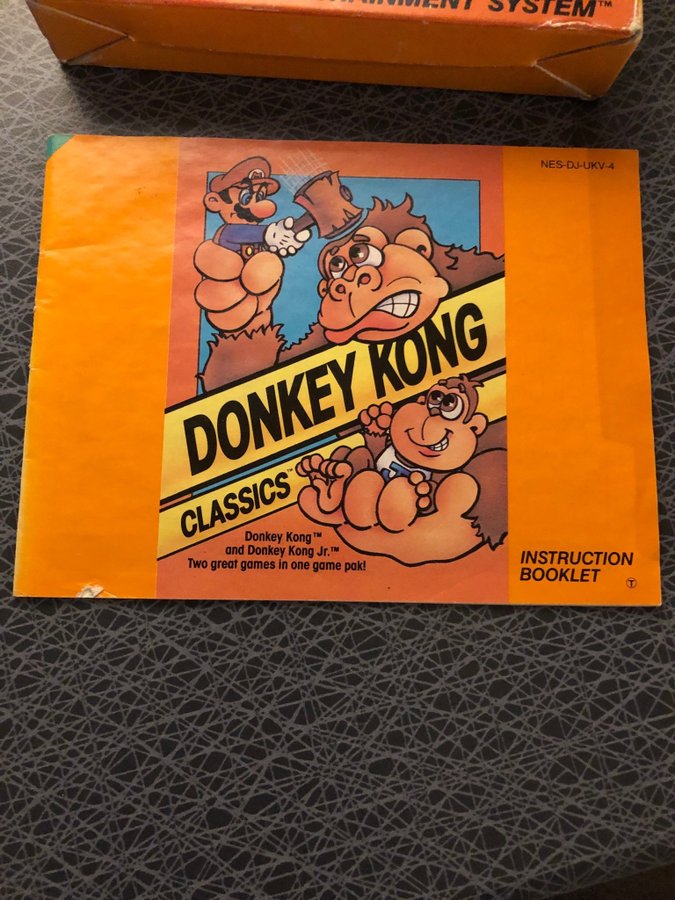 SYSTEM™
NES-DJ-UKV-4
DONKEY KONG
CLASSICS™
Donkey Kong™
and Donkey Kong Jr.™
Two great games in one game pak!
INSTRUCTION
BOOKLET
T